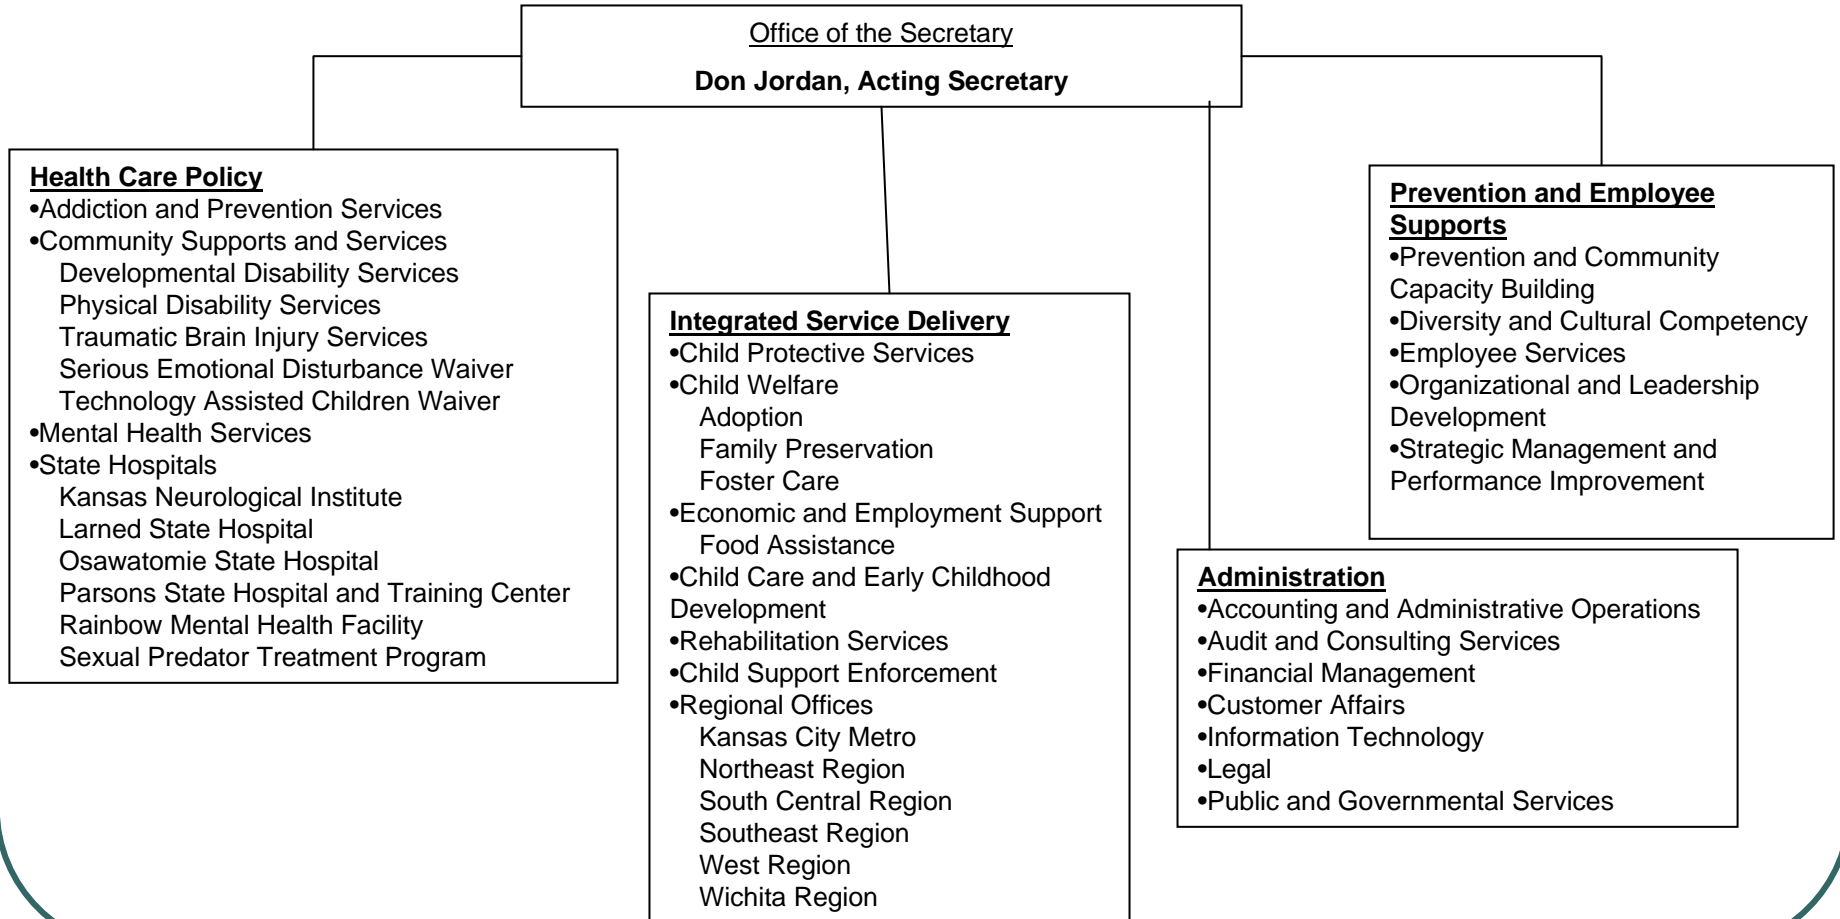 Office of the Secretary
Don Jordan, Acting Secretary
Health Care Policy
•Addiction and Prevention Services
•Community Supports and Services
Developmental Disability Services
Physical Disability Services
Traumatic Brain Injury Services
Serious Emotional Disturbance Waiver
Technology Assisted Children Waiver
•Mental Health Services
•State Hospitals
Kansas Neurological Institute
Larned State Hospital
Osawatomie State Hospital
Parsons State Hospital and Training Center
Rainbow Mental Health Facility
Sexual Predator Treatment Program
Integrated Service Delivery
•Child Protective Services
•Child Welfare
Adoption
Family Preservation
Foster Care
•Economic and Employment Support
Food Assistance
•Child Care and Early Childhood
Development
•Rehabilitation Services
•Child Support Enforcement
•Regional Offices
Kansas City Metro
Northeast Region
South Central Region
Southeast Region
West Region
Wichita Region
Prevention and Employee
Supports
•Prevention and Community
Capacity Building
•Diversity and Cultural Competency
•Employee Services
•Organizational and Leadership
Development
•Strategic Management and
Performance Improvement
Administration
•Accounting and Administrative Operations
•Audit and Consulting Services
•Financial Management
•Customer Affairs
•Information Technology
•Legal
•Public and Governmental Services